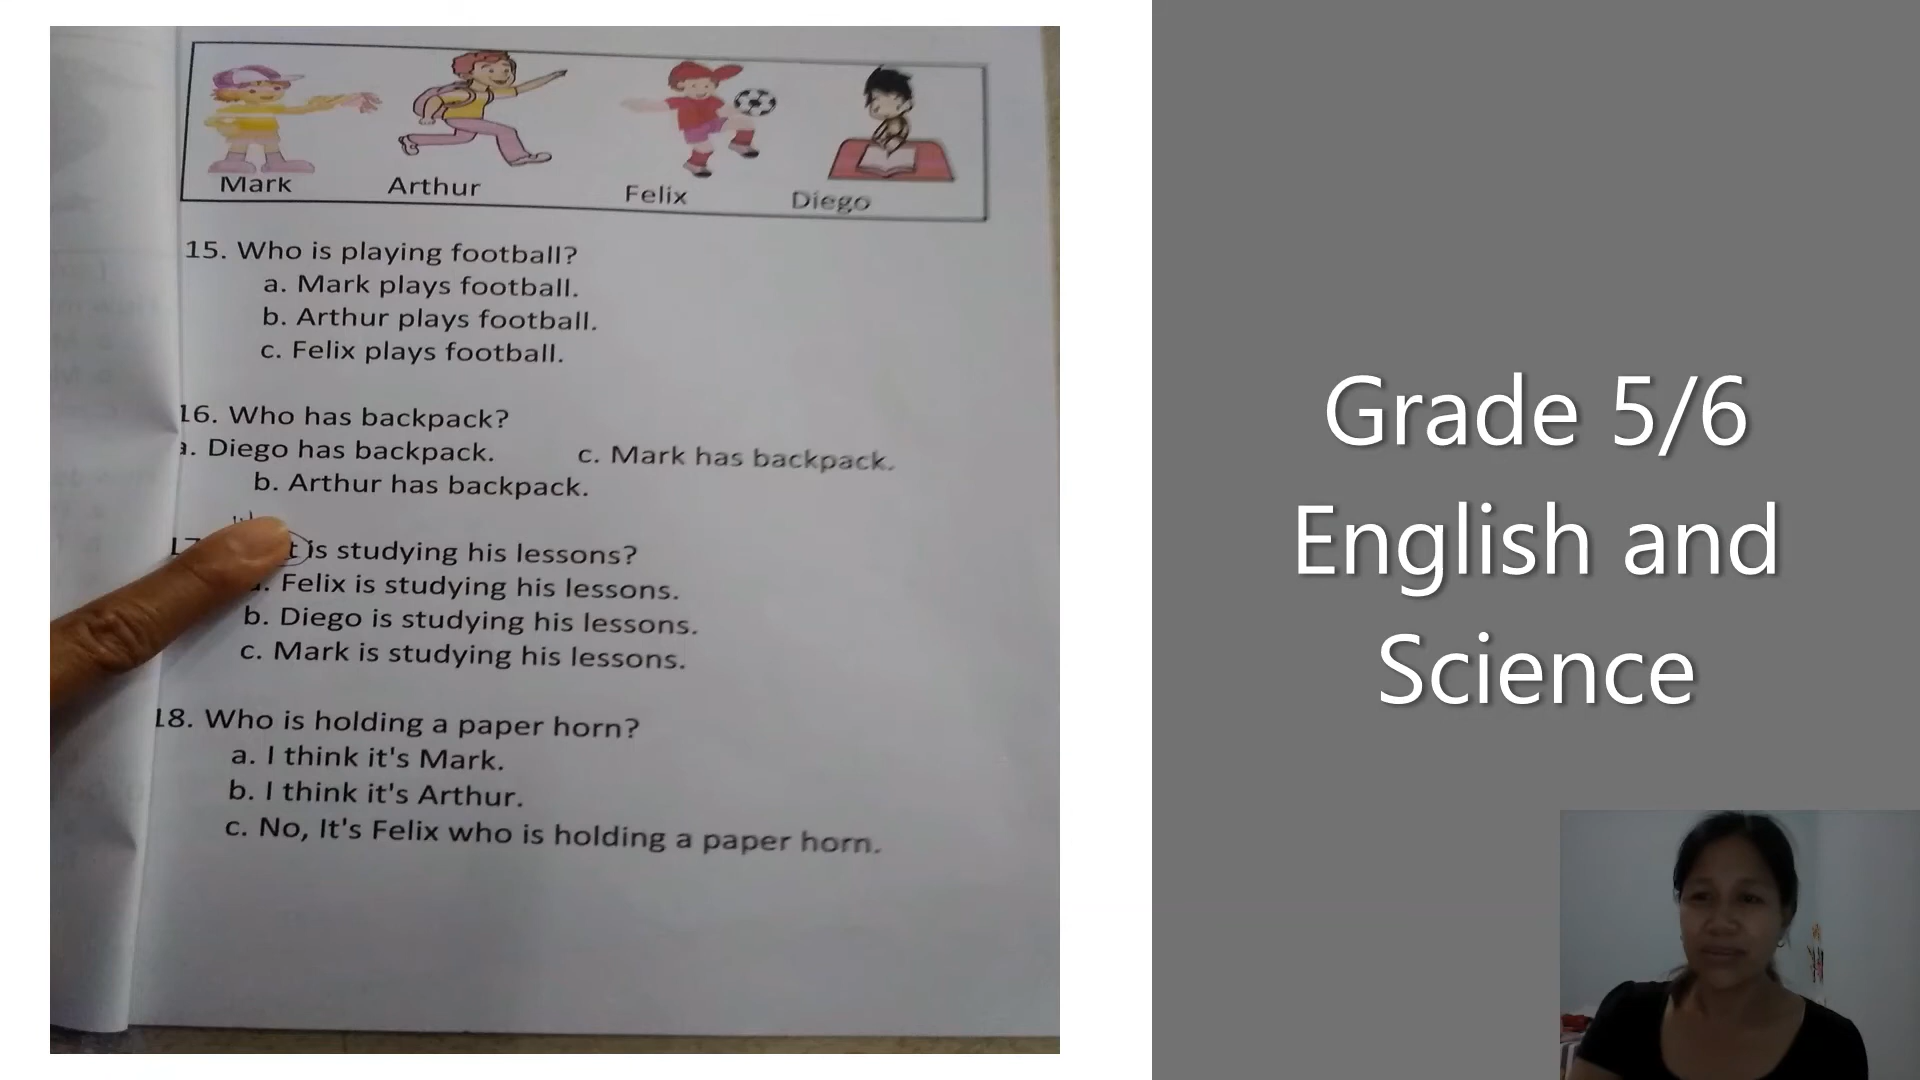 Mark Arthur Felix Diego
15. Who is playing football?
a. Mark plays football.
b. Arthur plays football.
c. Felix plays football.
16. Who has backpack?
a. Diego has backpack. c. Mark has backpack.
b. Arthur has backpack.
is studying his lessons?
Felix is studying his lessons.
b. Diego is studying his lessons.
c. Mark is studying his lessons.
18. Who is holding a paper horn?
a. I think it's Mark.
b. I think it's Arthur.
c. No, It's Felix who is holding a paper horn.
Grade 5/6
English and
Science